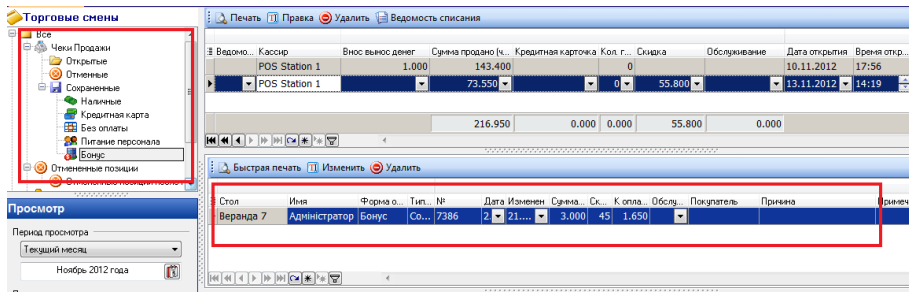 Торговые смены
Печать Правка Удалить Ведомость списания
Все
Чеки Продажи
Открытые
Отменные
Сохраненные
Наличные
Кредитная карта
Без оплаты
Питание персонала
Бонус
Отмененные позиции
Ведомо... Кассир Внос вынос денег Сумма продано (ч... Кредитная карточка Кол. г... Скидка Обслуживание Дата открытия Время откр...
POS Station 1 1.000 143.400 0 10.11.2012 17:56
POS Station 1 73.550 0 55.800 13.11.2012 14:19
216.950 0.000 0.000 55.800 0.000
Быстрая печать Изменить Удалить
Стол Имя Форма о... Тип... № Дата Изменен Сумма... Ск... К опла... Обслу... Покупатель Причина Примеч
Веранда 7 Адміністратор Бонус Со... 7386 2. 21.... 3.000 45 1.650
Просмотр
Период просмотра
Текущий месяц
Ноябрь 2012 года